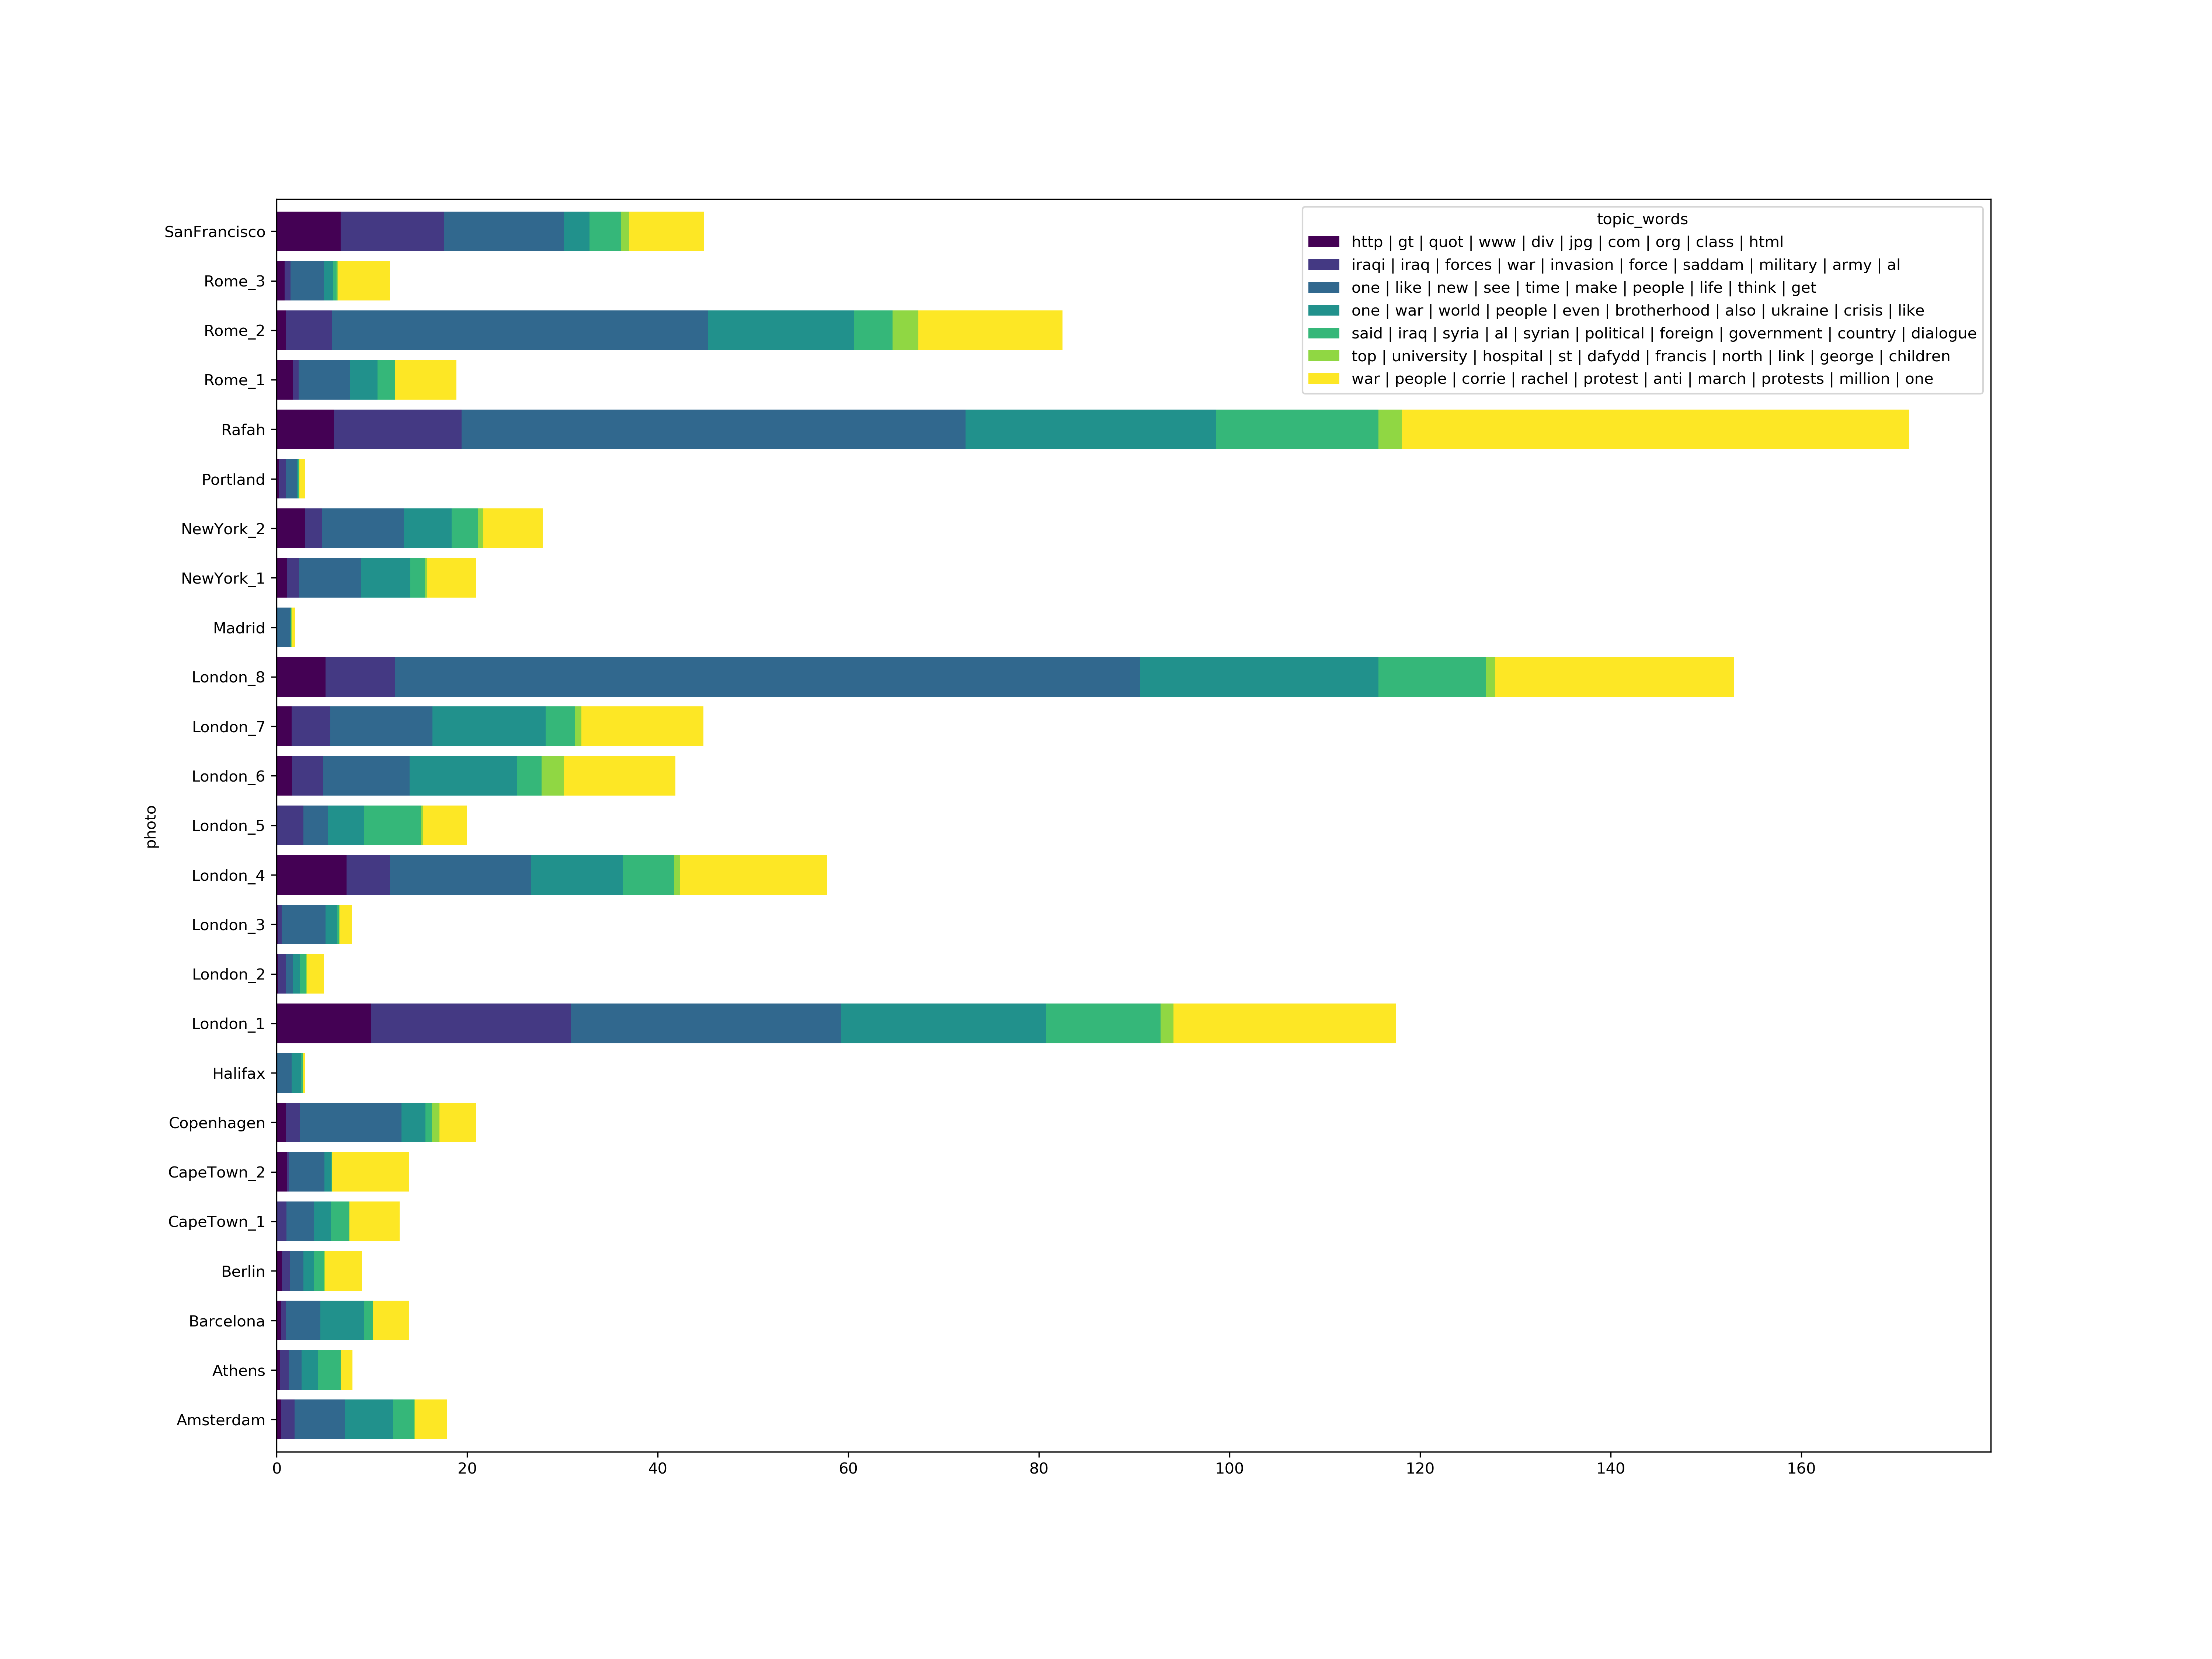 topic_words
http | gt | quot | www | div | jpg | com | org | class | html
iraqi | iraq | forces | war | invasion | force | saddam | military | army | al
one | like | new | see | time | make | people | life | think | get
one | war | world | people | even | brotherhood | also | ukraine | crisis | like
said | iraq | syria | al | syrian | political | foreign | government | country | dialogue
top | university | hospital | st | dafydd | francis | north | link | george | children
war | people | corrie | rachel | protest | anti | march | protests | million | one
photo
SanFrancisco
Rome_3
Rome_2
Rome_1
Rafah
Portland
NewYork_2
NewYork_1
Madrid
London_8
London_7
London_6
London_5
London_4
London_3
London_2
London_1
Halifax
Copenhagen
CapeTown_2
CapeTown_1
Berlin
Barcelona
Athens
Amsterdam
0 20 40 60 80 100 120 140 160